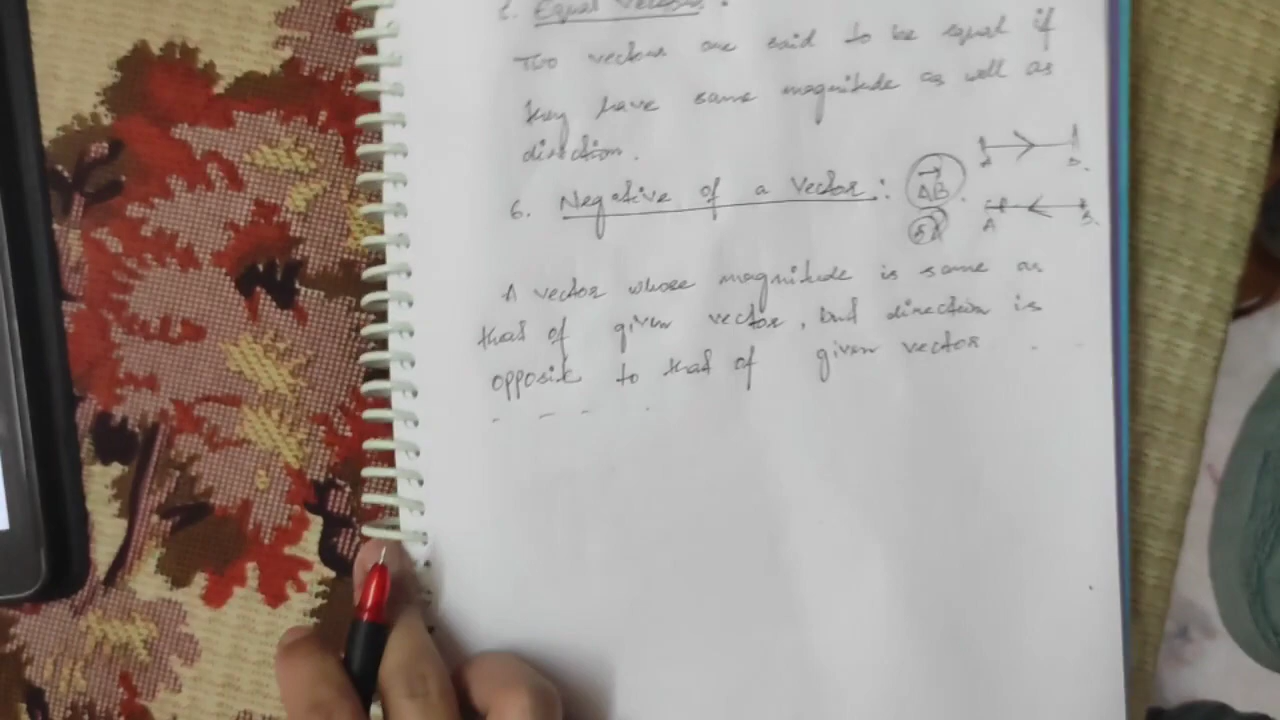 Equal Vectors :
Two vectors are said to be equal if
they have same magnitude as well as
direction.
6. Negative of a Vector : AB
BA
A B
A vector whose magnitude is same as
that of given vector, but direction is
opposite to that of given vector